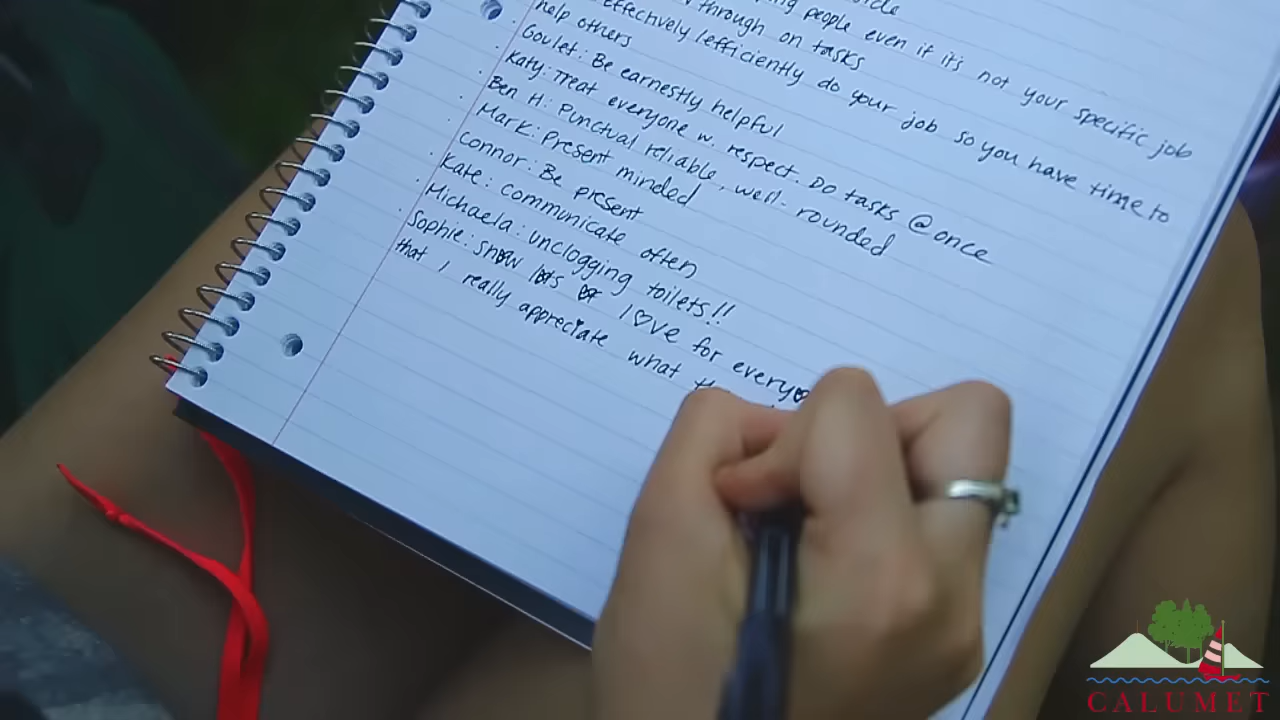 people even if it's not your specific job
through on tasks
effectively/efficiently do your job so you have time to
help others
Goulet: Be earnestly helpful
Katy: Treat everyone w. respect. Do tasks @ once
Ben H: Punctual, reliable, well-rounded
Mark: Present minded
Connor: Be present
Kate: communicate often
Michaela: unclogging toilets!!
Sophie: snow lots of l♡ve for everyo
that I really appreciate what th
CALUMET